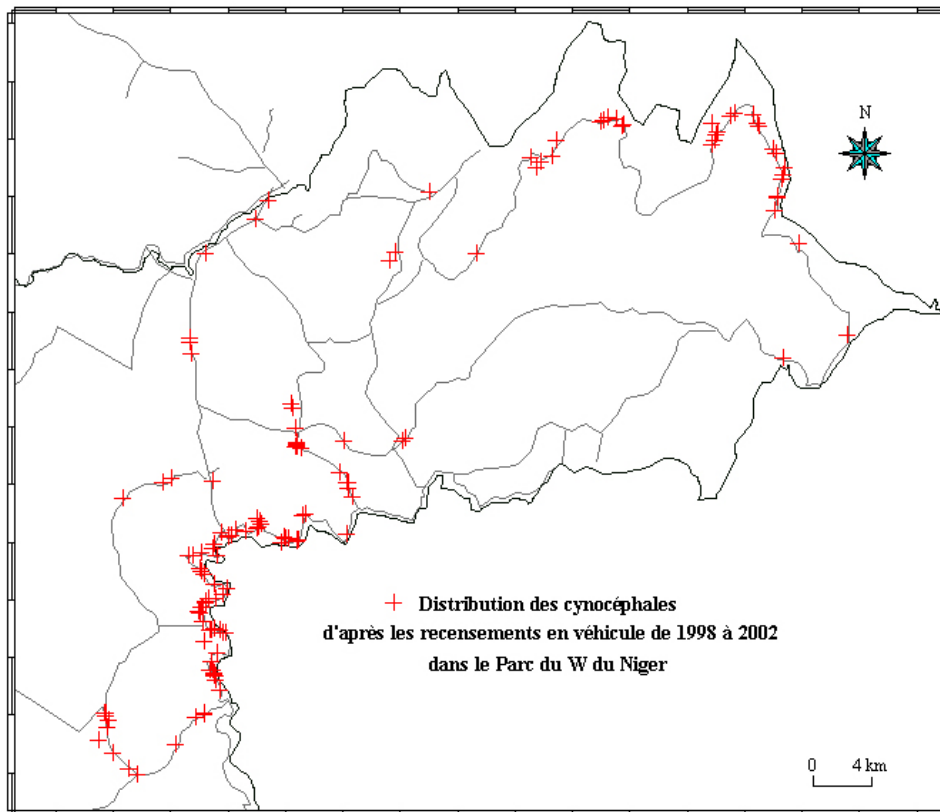 N
Distribution des cynocéphales
d'après les recensements en véhicule de 1998 à 2002
dans le Parc du W du Niger
0 4 km